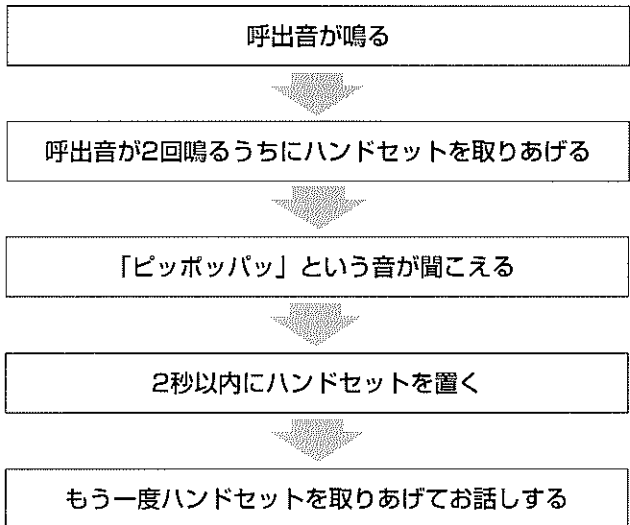 呼出音が鳴る
呼出音が2回鳴るうちにハンドセットを取りあげる
「ピッポッパッ」という音が聞こえる
2秒以内にハンドセットを置く
もう一度ハンドセットを取りあげてお話しする